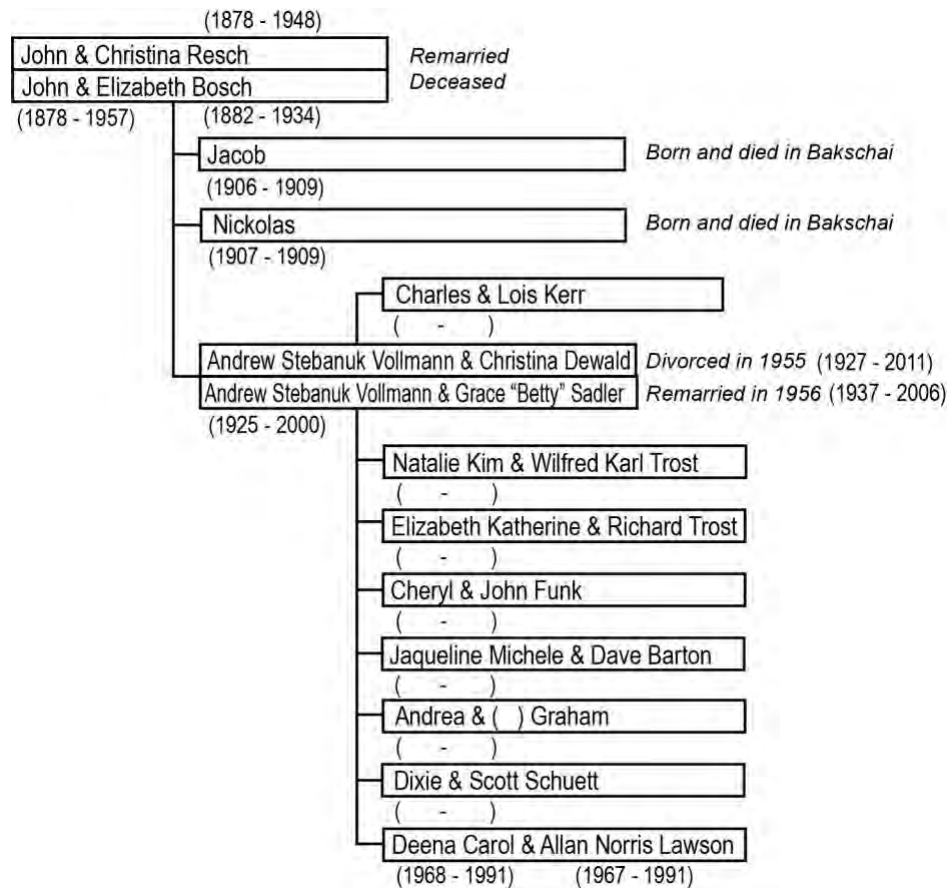 (1878 - 1948)
John & Christina Resch Remarried
John & Elizabeth Bosch Deceased
(1878 - 1957) (1882 - 1934)
Jacob Born and died in Bakschai
(1906 - 1909)
Nickolas Born and died in Bakschai
(1907 - 1909)
Charles & Lois Kerr
( - )
Andrew Stebanuk Vollmann & Christina Dewald Divorced in 1955 (1927 - 2011)
Andrew Stebanuk Vollmann & Grace “Betty” Sadler Remarried in 1956 (1937 - 2006)
(1925 - 2000)
Natalie Kim & Wilfred Karl Trost
( - )
Elizabeth Katherine & Richard Trost
( - )
Cheryl & John Funk
( - )
Jaqueline Michele & Dave Barton
( - )
Andrea & ( ) Graham
( - )
Dixie & Scott Schuett
( - )
Deena Carol & Allan Norris Lawson
(1968 - 1991) (1967 - 1991)